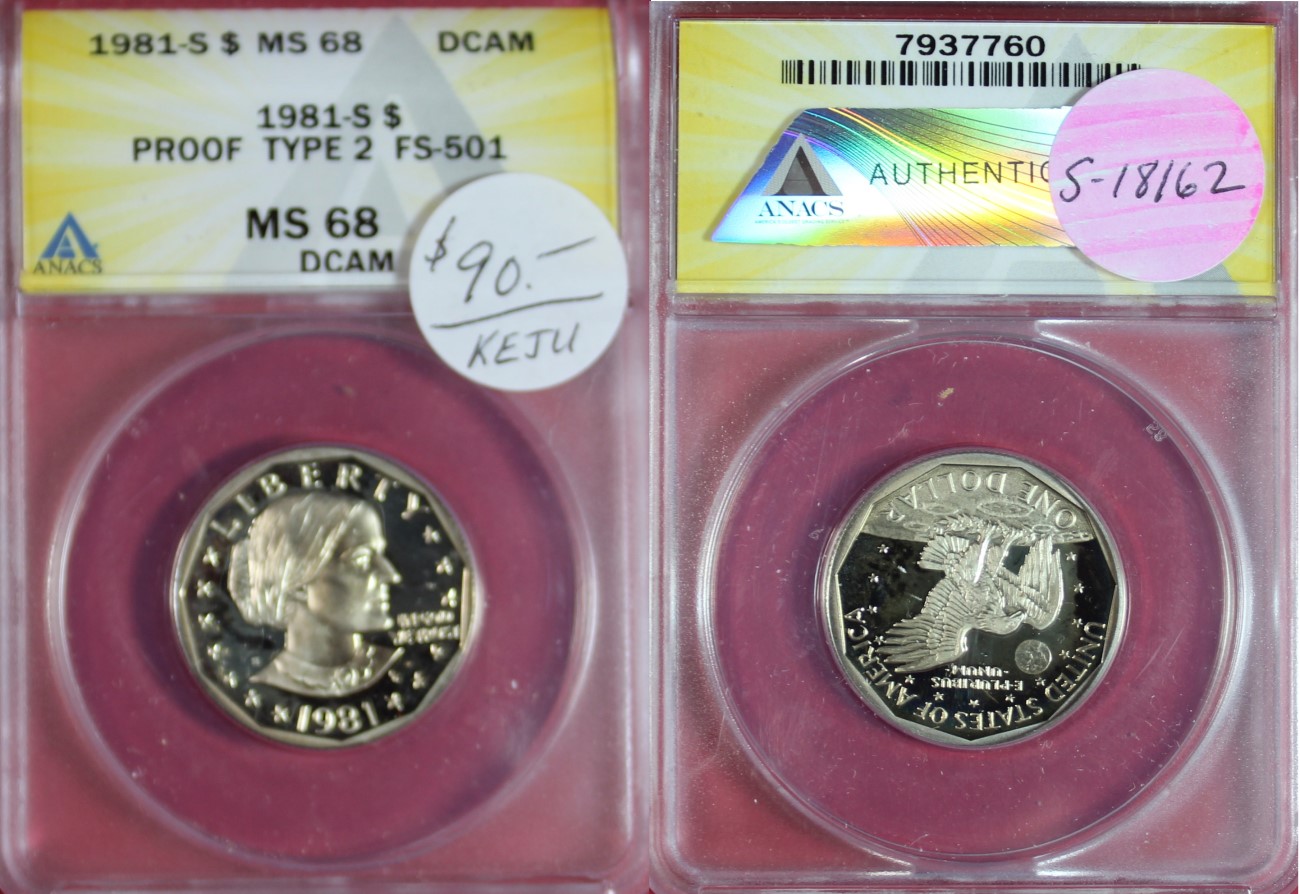 1981-S $ MS 68 DCAM
1981-S $
PROOF TYPE 2 FS-501
MS 68
DCAM
ANACS
$90.-
KEJU
LIBERTY
1981
7937760
AUTHENTIC
ANACS
S-18162
ONE DOLLAR
E·PLURIBUS
·UNUM·
UNITED STATES OF AMERICA